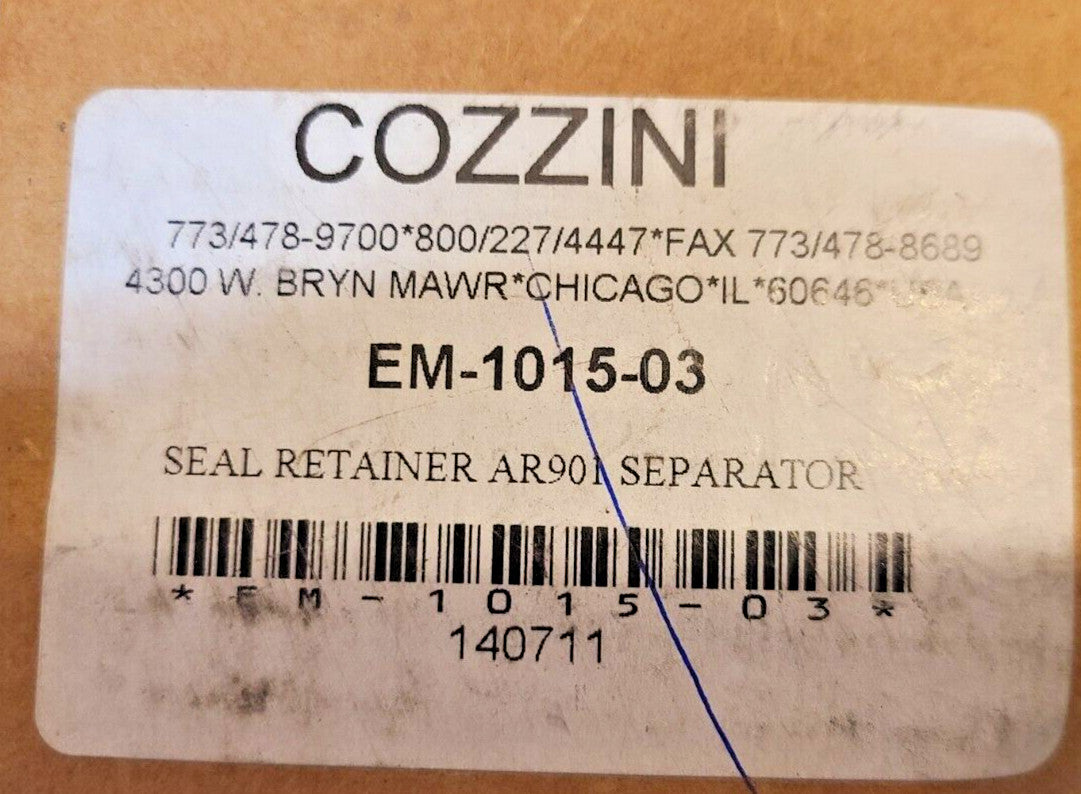 COZZINI
773/478-9700*800/227/4447*FAX 773/478-8689
4300 W. BRYN MAWR*CHICAGO*IL*60646*USA
EM-1015-03
SEAL RETAINER AR901 SEPARATOR
*EM-1015-03*
140711